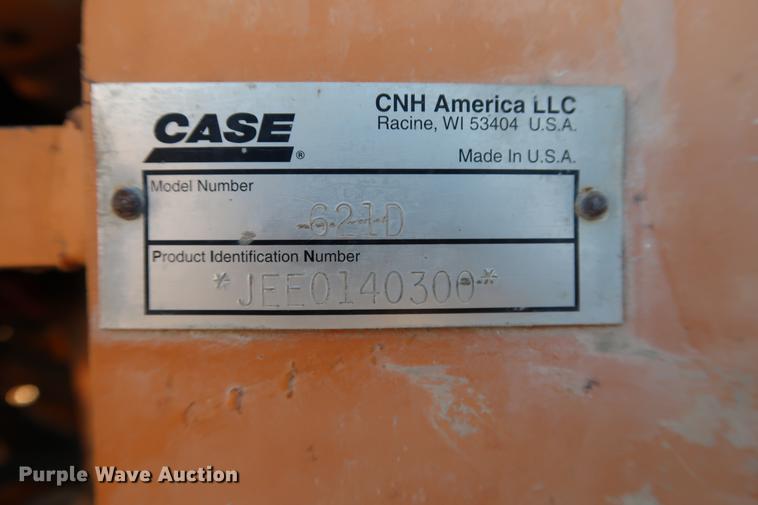 CASE®
CNH America LLC
Racine, WI 53404 U.S.A.
Made In U.S.A.
Model Number
621D
Product Identification Number
*JEE0140300*
Purple Wave Auction